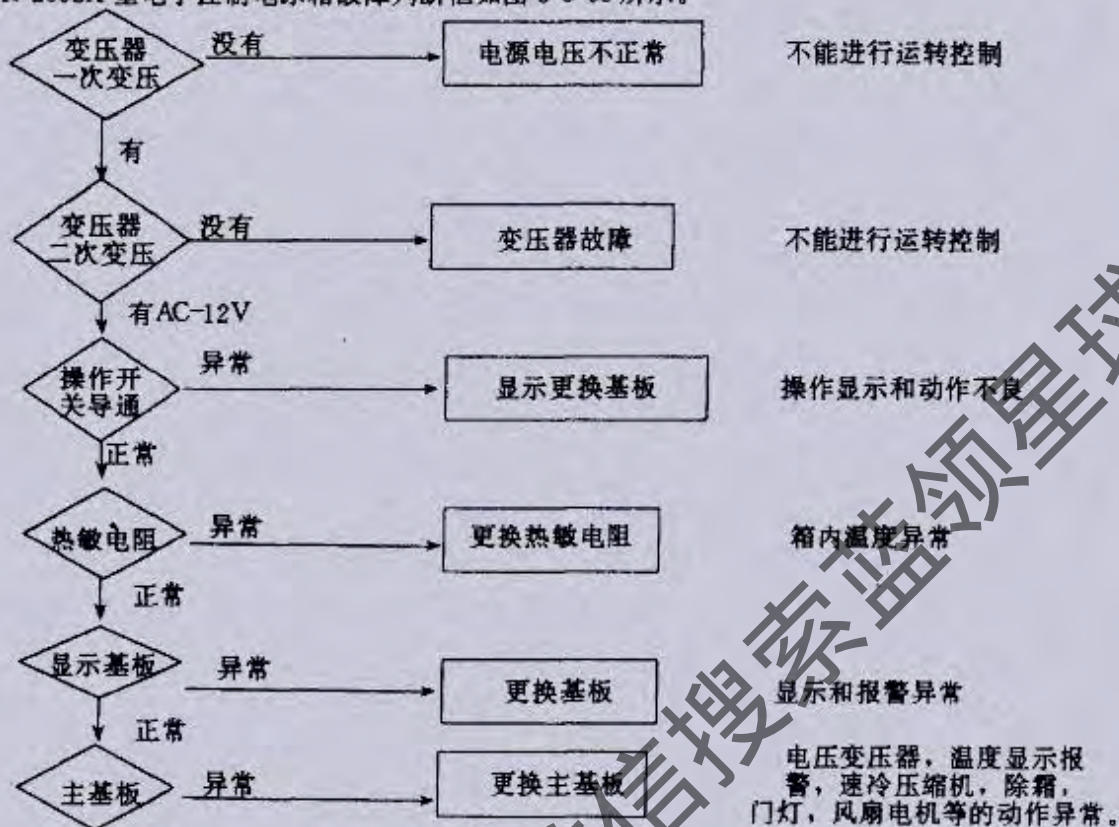 变压器
一次变压
没有
电源电压不正常
不能进行运转控制
有
变压器
二次变压
没有
变压器故障
不能进行运转控制
有AC-12V
操作开
关导通
异常
显示更换基板
操作显示和动作不良
正常
热敏电阻
异常
更换热敏电阻
箱内温度异常
正常
显示基板
异常
更换基板
显示和报警异常
正常
主基板
异常
更换主基板
电压变压器，温度显示报
警，速冷压缩机，除霜，
门灯，风扇电机等的动作异常。
信搜索蓝领星球